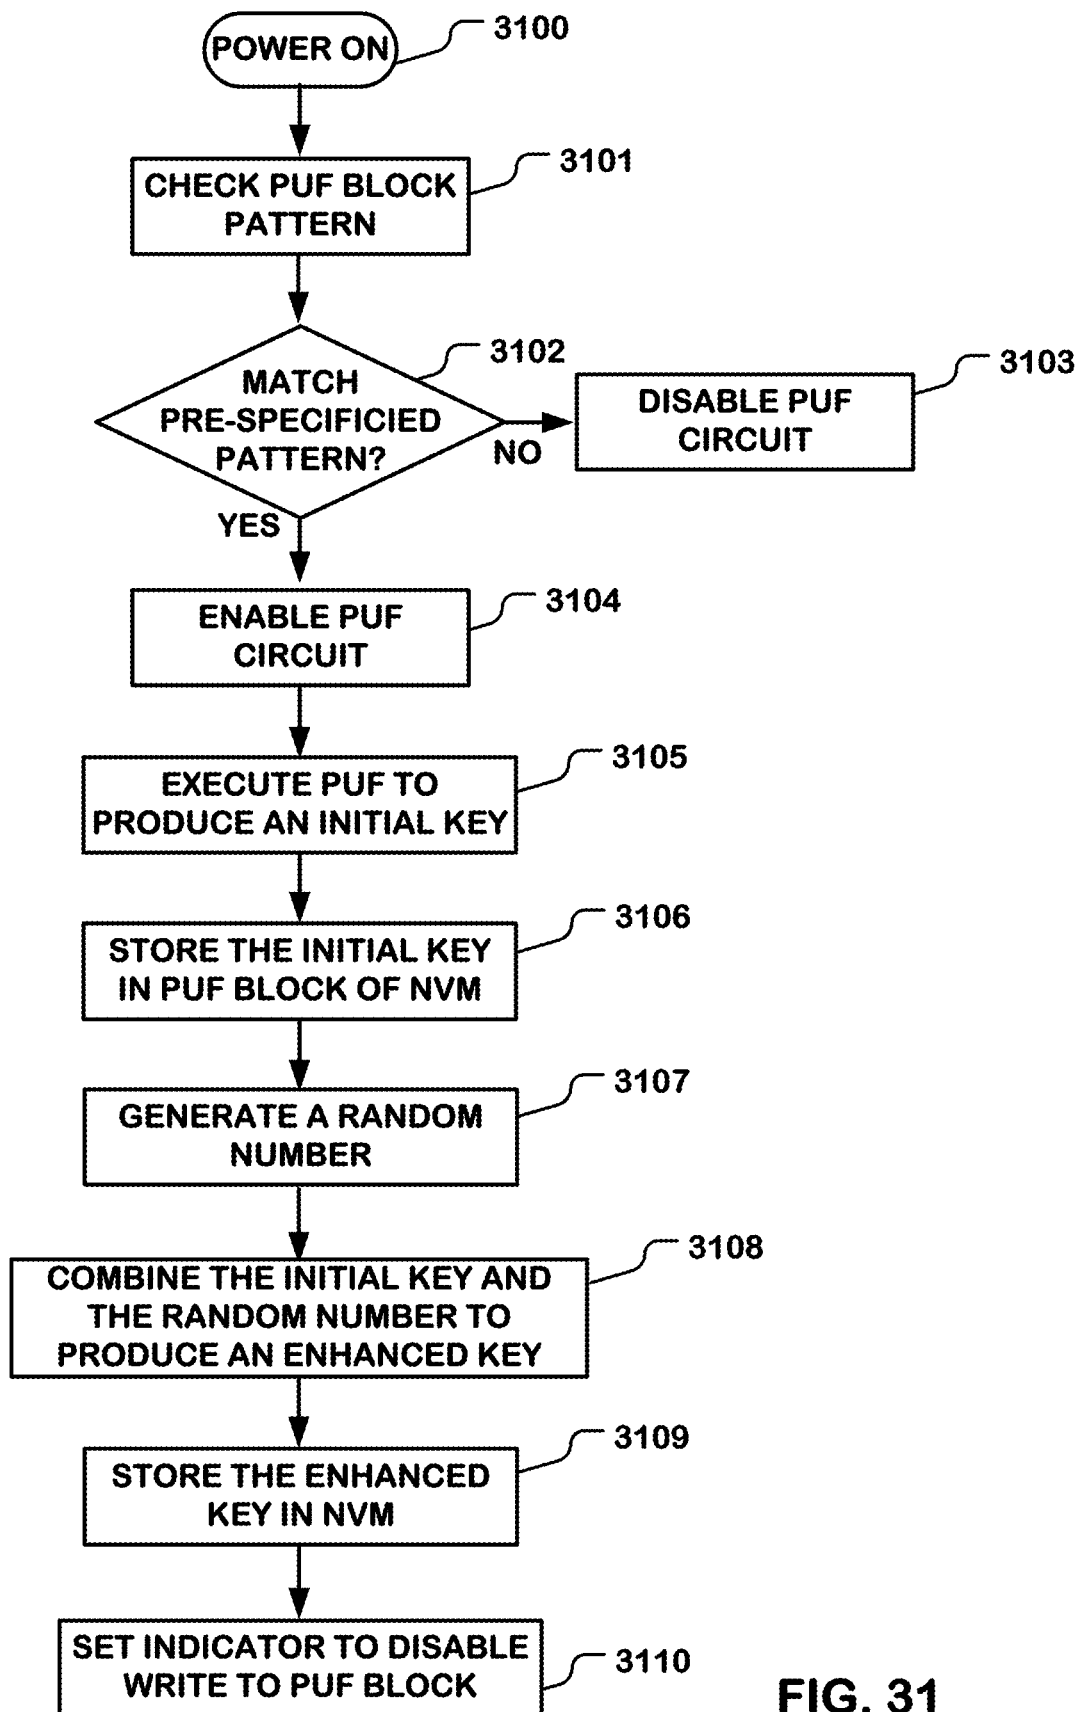 POWER ON
3100
CHECK PUF BLOCK
PATTERN
3101
MATCH
PRE-SPECIFICIED
PATTERN?
3102
NO
DISABLE PUF
CIRCUIT
3103
YES
ENABLE PUF
CIRCUIT
3104
EXECUTE PUF TO
PRODUCE AN INITIAL KEY
3105
STORE THE INITIAL KEY
IN PUF BLOCK OF NVM
3106
GENERATE A RANDOM
NUMBER
3107
COMBINE THE INITIAL KEY AND
THE RANDOM NUMBER TO
PRODUCE AN ENHANCED KEY
3108
STORE THE ENHANCED
KEY IN NVM
3109
SET INDICATOR TO DISABLE
WRITE TO PUF BLOCK
3110
FIG. 31